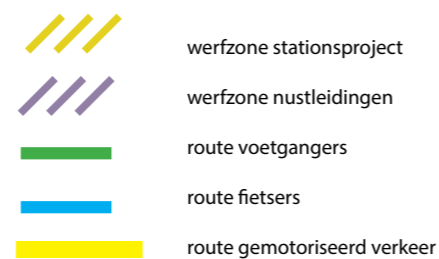 werfzone stationsproject
werfzone nustleidingen
route voetgangers
route fietsers
route gemotoriseerd verkeer